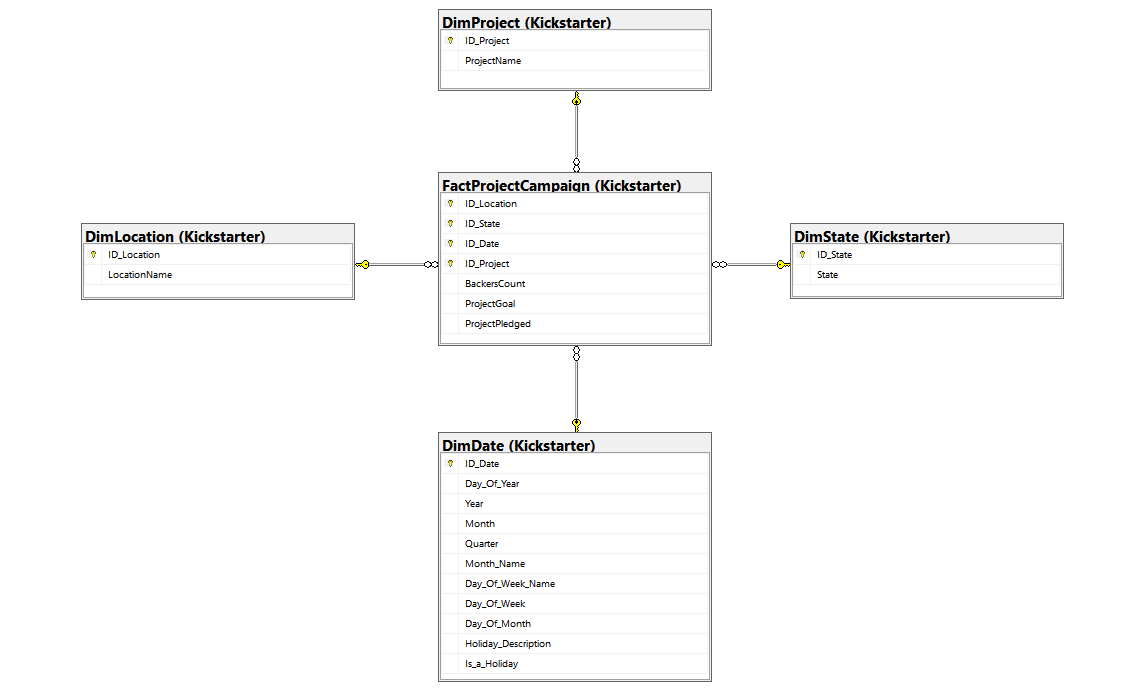 DimProject (Kickstarter)
ID_Project
ProjectName
FactProjectCampaign (Kickstarter)
ID_Location
ID_State
ID_Date
ID_Project
BackersCount
ProjectGoal
ProjectPledged
DimLocation (Kickstarter)
ID_Location
LocationName
DimState (Kickstarter)
ID_State
State
DimDate (Kickstarter)
ID_Date
Day_Of_Year
Year
Month
Quarter
Month_Name
Day_Of_Week_Name
Day_Of_Week
Day_Of_Month
Holiday_Description
Is_a_Holiday